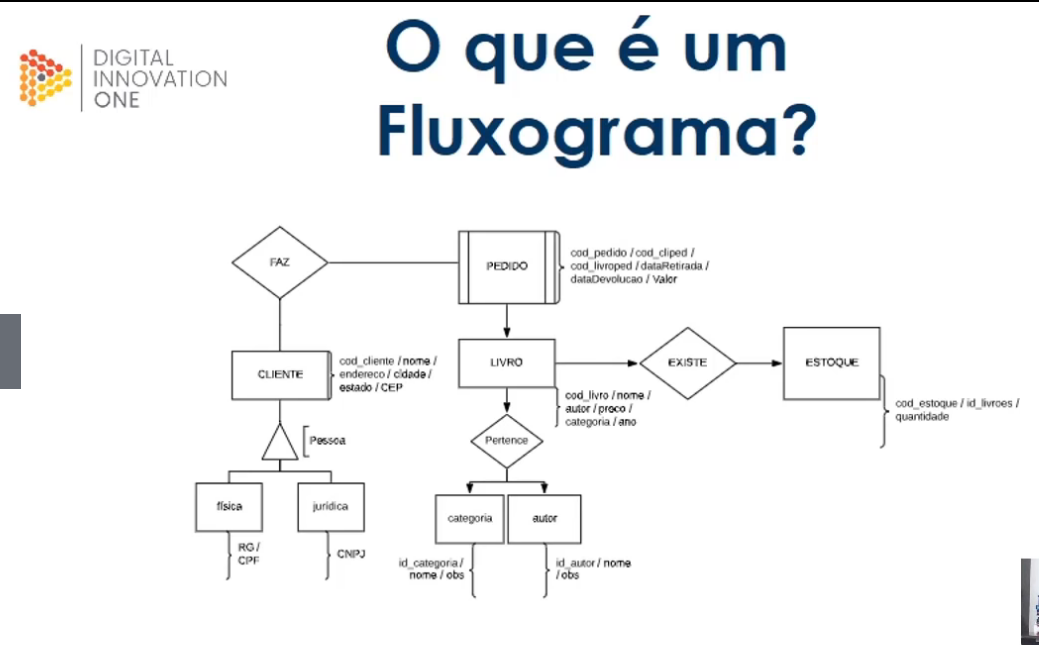 DIGITAL
INNOVATION
ONE
O que é um
Fluxograma?
FAZ
PEDIDO
cod_pedido / cod_cliped /
cod_livroped / dataRetirada /
dataDevolucao / Valor
CLIENTE
cod_cliente / nome /
endereco / cidade /
estado / CEP
LIVRO
EXISTE
ESTOQUE
cod_livro / nome /
autor / preco /
categoria / ano
cod_estoque / id_livroes /
quantidade
Pessoa
Pertence
física
jurídica
categoria
autor
RG /
CPF
CNPJ
id_categoria /
nome / obs
id_autor / nome
/ obs